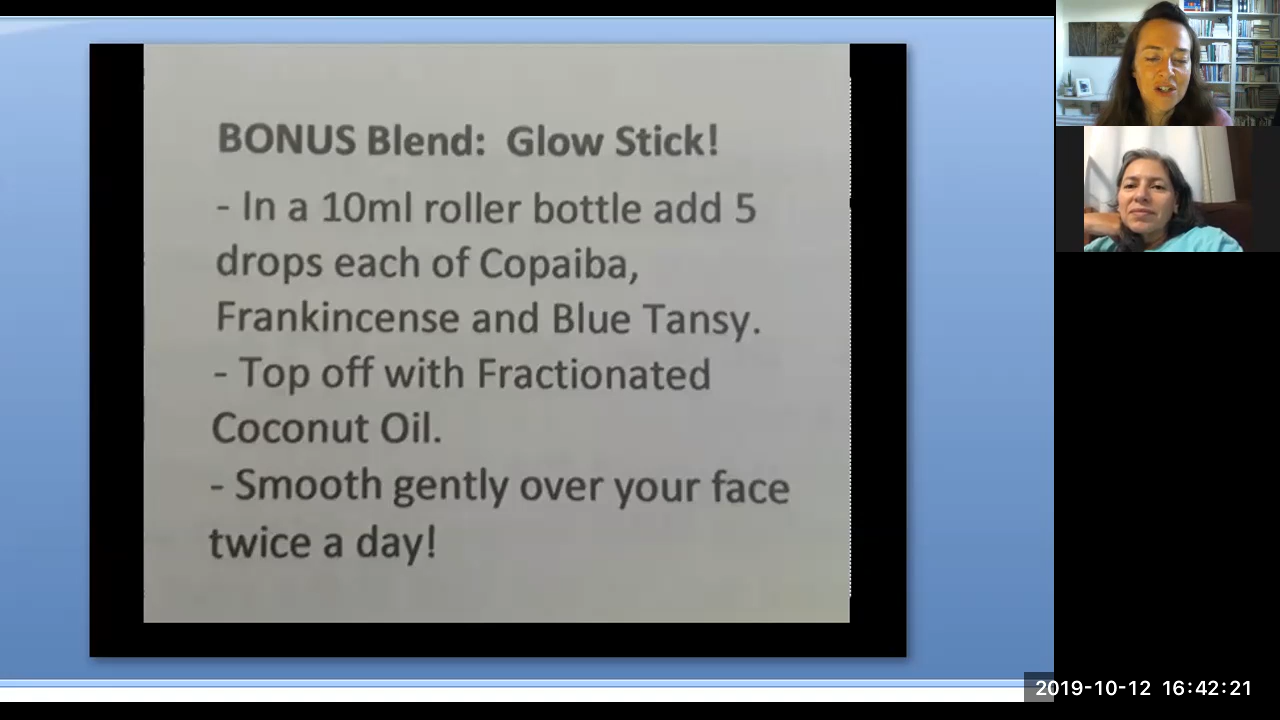 BONUS Blend:  Glow Stick!
- In a 10ml roller bottle add 5
drops each of Copaiba,
Frankincense and Blue Tansy.
- Top off with Fractionated
Coconut Oil.
- Smooth gently over your face
twice a day!
2019-10-12 16:42:21